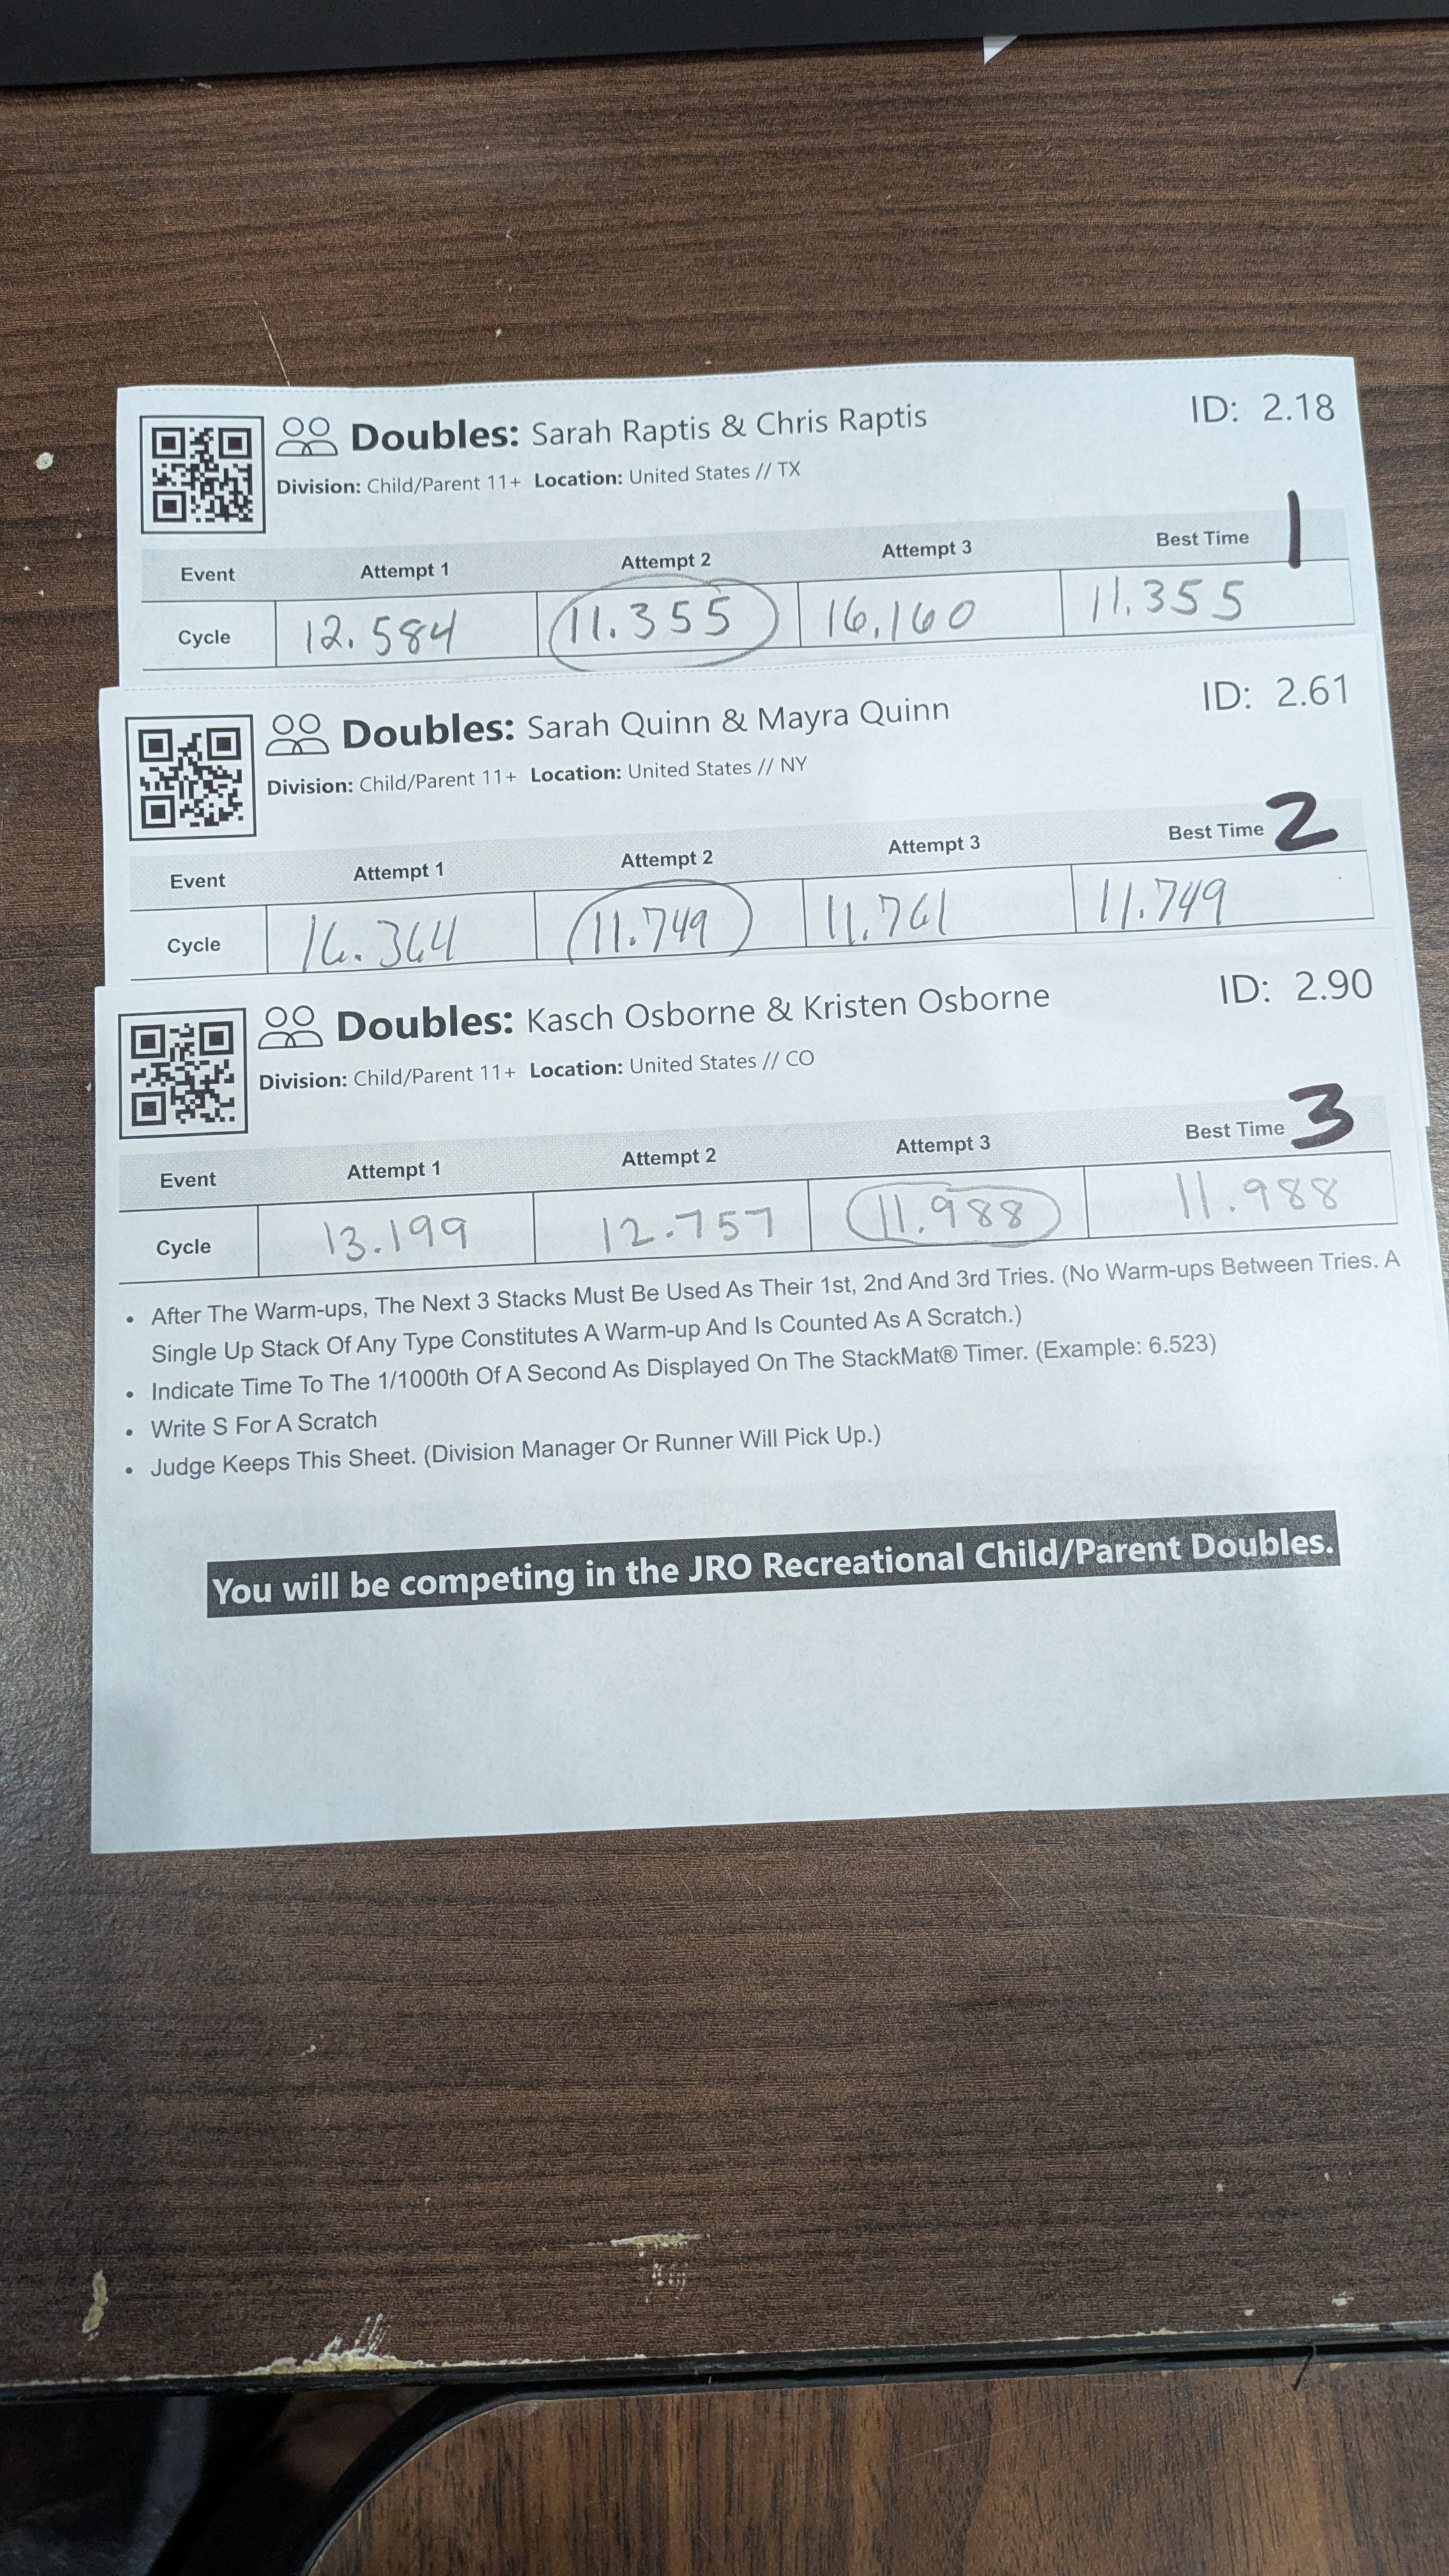 Doubles: Sarah Raptis & Chris Raptis ID: 2.18
Division: Child/Parent 11+ Location: United States // TX
Event Attempt 1 Attempt 2 Attempt 3 Best Time 1
Cycle 12.584 11.355 16.160 11.355
Doubles: Sarah Quinn & Mayra Quinn ID: 2.61
Division: Child/Parent 11+ Location: United States // NY
Event Attempt 1 Attempt 2 Attempt 3 Best Time 2
Cycle 16.364 11.749 11.761 11.749
Doubles: Kasch Osborne & Kristen Osborne ID: 2.90
Division: Child/Parent 11+ Location: United States // CO
Event Attempt 1 Attempt 2 Attempt 3 Best Time 3
Cycle 13.199 12.757 11.988 11.988
• After The Warm-ups, The Next 3 Stacks Must Be Used As Their 1st, 2nd And 3rd Tries. (No Warm-ups Between Tries. A
Single Up Stack Of Any Type Constitutes A Warm-up And Is Counted As A Scratch.)
• Indicate Time To The 1/1000th Of A Second As Displayed On The StackMat® Timer. (Example: 6.523)
• Write S For A Scratch
• Judge Keeps This Sheet. (Division Manager Or Runner Will Pick Up.)
You will be competing in the JRO Recreational Child/Parent Doubles.